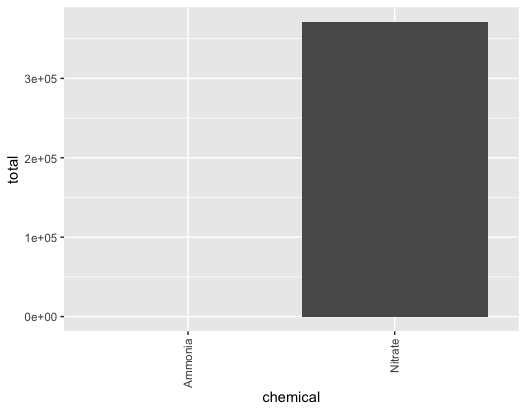 total
3e+05
2e+05
1e+05
0e+00
Ammonia
Nitrate
chemical